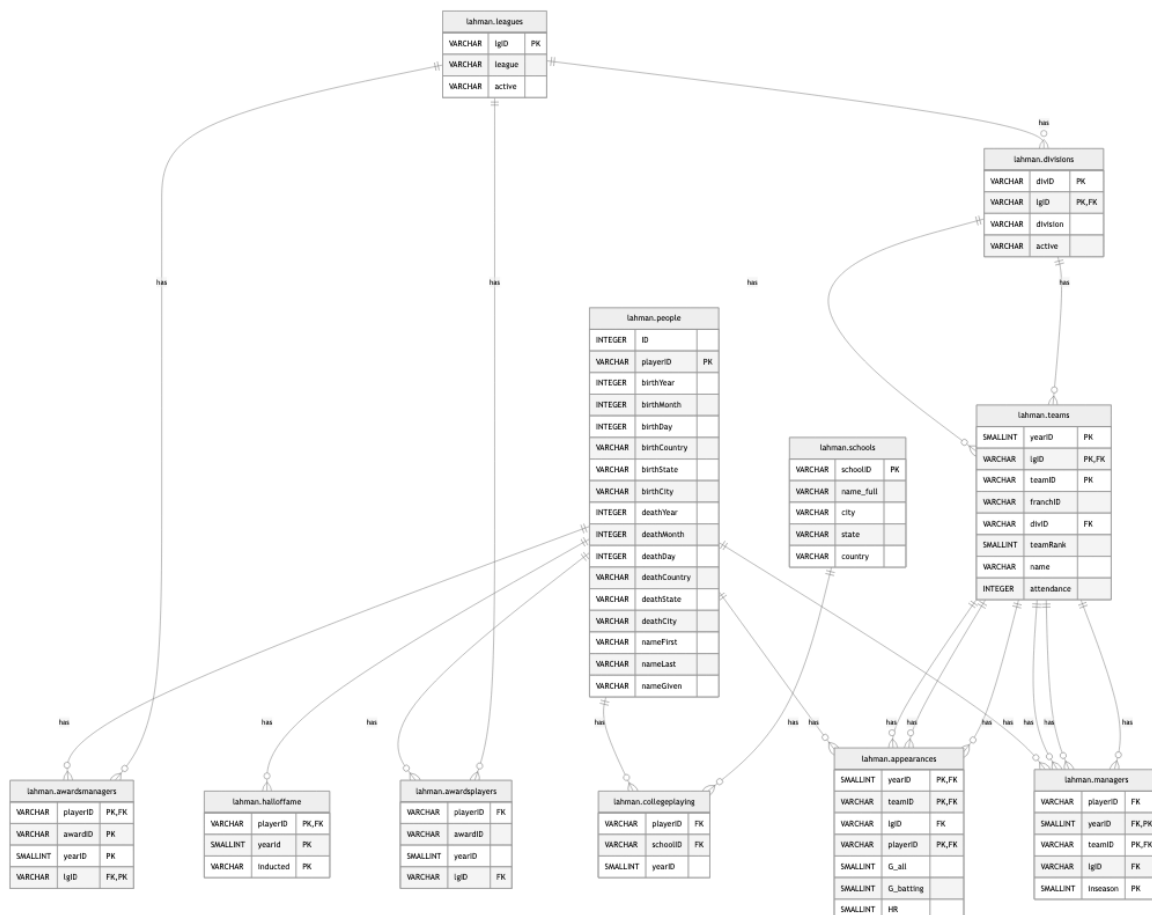 lahman.leagues
VARCHAR lgID PK
VARCHAR league
VARCHAR active
has
lahman.divisions
VARCHAR divID PK
VARCHAR lgID PK,FK
VARCHAR division
VARCHAR active
has
has
has
has
lahman.people
INTEGER ID
VARCHAR playerID PK
INTEGER birthYear
INTEGER birthMonth
INTEGER birthDay
VARCHAR birthCountry
VARCHAR birthState
VARCHAR birthCity
INTEGER deathYear
INTEGER deathMonth
INTEGER deathDay
VARCHAR deathCountry
VARCHAR deathState
VARCHAR deathCity
VARCHAR nameFirst
VARCHAR nameLast
VARCHAR nameGiven
lahman.schools
VARCHAR schoolID PK
VARCHAR name_full
VARCHAR city
VARCHAR state
VARCHAR country
lahman.teams
SMALLINT yearID PK
VARCHAR lgID PK,FK
VARCHAR teamID PK
VARCHAR franchID
VARCHAR divID FK
SMALLINT teamRank
VARCHAR name
INTEGER attendance
has
has
has
has
has
has
has
has
has
has
has
lahman.awardsmanagers
VARCHAR playerID PK,FK
VARCHAR awardID PK
SMALLINT yearID PK
VARCHAR lgID FK,PK
lahman.halloffame
VARCHAR playerID PK,FK
SMALLINT yearid PK
VARCHAR inducted PK
lahman.awardsplayers
VARCHAR playerID FK
VARCHAR awardID
SMALLINT yearID
VARCHAR lgID FK
lahman.collegeplaying
VARCHAR playerID FK
VARCHAR schoolID FK
SMALLINT yearID
lahman.appearances
SMALLINT yearID PK,FK
VARCHAR teamID PK,FK
VARCHAR lgID FK
VARCHAR playerID PK,FK
SMALLINT G_all
SMALLINT G_batting
SMALLINT HR
lahman.managers
VARCHAR playerID FK
SMALLINT yearID FK,PK
VARCHAR teamID PK,FK
VARCHAR lgID FK
SMALLINT inseason PK